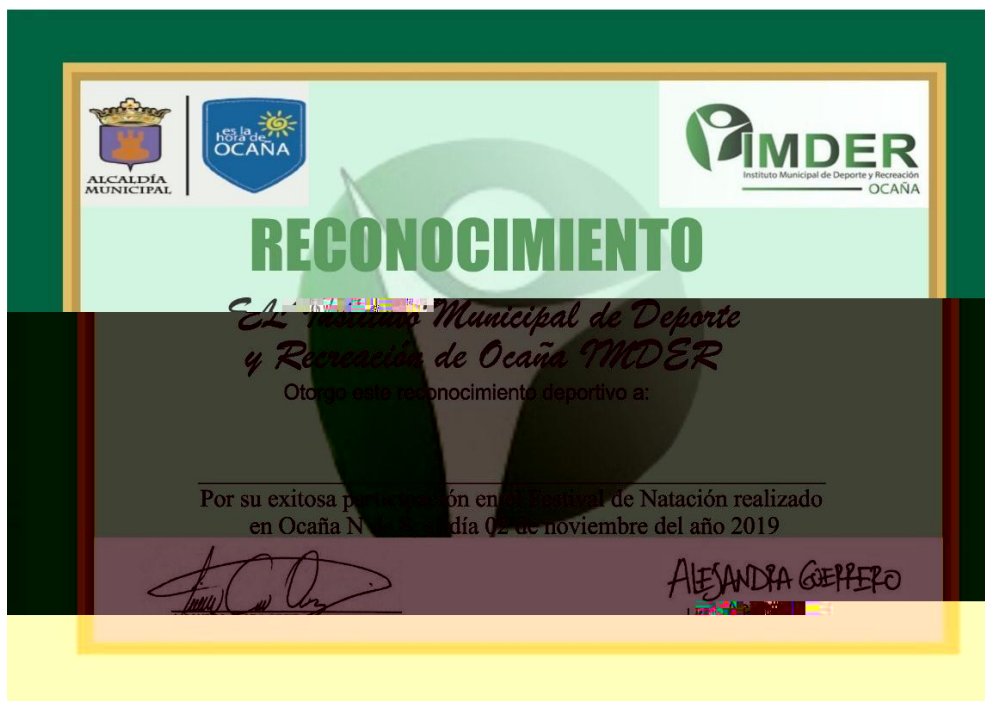 ALCALDÍA
MUNICIPAL
es la
hora de
OCAÑA
IMDER
Instituto Municipal de Deporte y Recreación
OCAÑA
RECONOCIMIENTO
EL Instituto Municipal de Deporte
y Recreación de Ocaña IMDER
Otorgo este reconocimiento deportivo a:
Por su exitosa participación en el Festival de Natación realizado
en Ocaña N de día 02 de noviembre del año 2019
ALEJANDRA GUERRERO